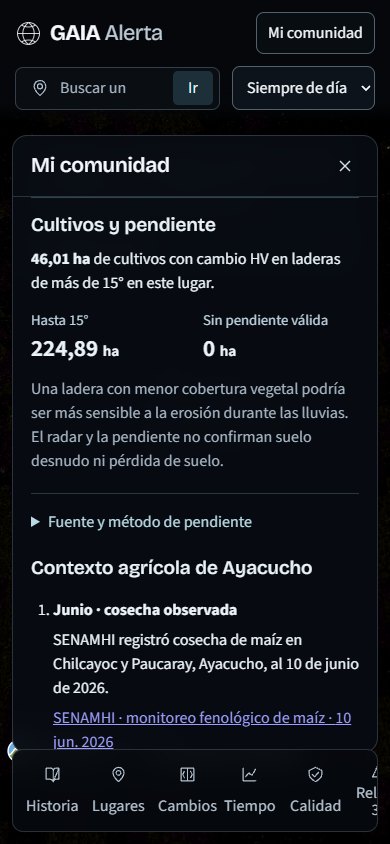 GAIA Alerta
Mi comunidad
Buscar un
Ir
Siempre de día
Mi comunidad
Cultivos y pendiente
46,01 ha de cultivos con cambio HV en laderas
de más de 15° en este lugar.
Hasta 15°
Sin pendiente válida
224,89 ha
0 ha
Una ladera con menor cobertura vegetal podría
ser más sensible a la erosión durante las lluvias.
El radar y la pendiente no confirman suelo
desnudo ni pérdida de suelo.
Fuente y método de pendiente
Contexto agrícola de Ayacucho
1. Junio · cosecha observada
SENAMHI registró cosecha de maíz en
Chilcayoc y Paucaray, Ayacucho, al 10 de junio
de 2026.
SENAMHI · monitoreo fenológico de maíz · 10
jun. 2026
Historia
Lugares
Cambios
Tiempo
Calidad